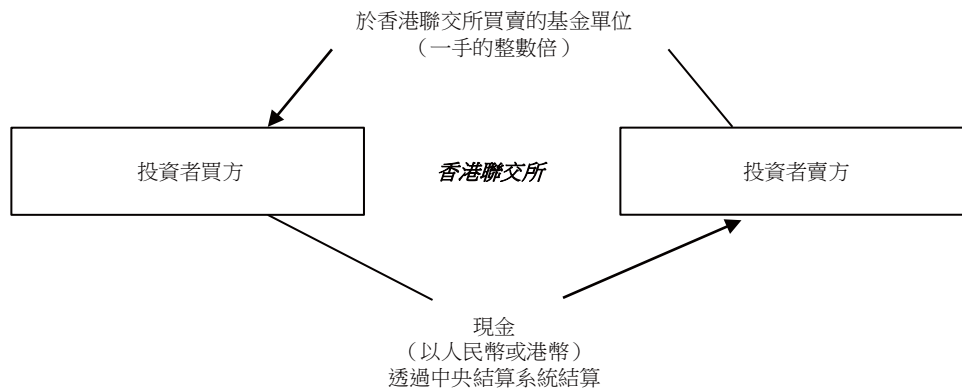 於香港聯交所買賣的基金單位
（一手的整數倍）
投資者買方
香港聯交所
投資者賣方
現金
（以人民幣或港幣）
透過中央結算系統結算